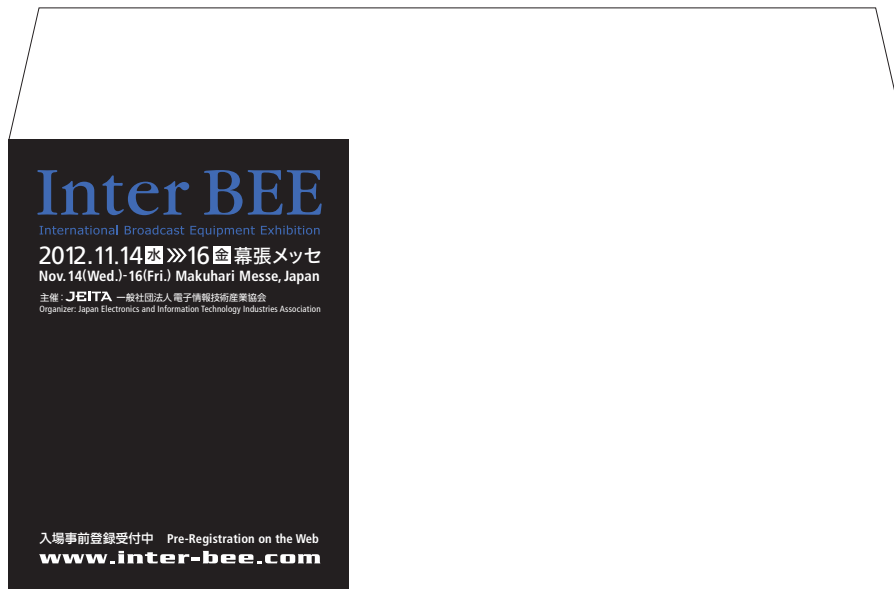 Inter BEE
International Broadcast Equipment Exhibition
2012.11.14水>>>16金幕張メッセ
Nov. 14(Wed.)-16(Fri.) Makuhari Messe, Japan
主催：JEITA 一般社団法人 電子情報技術産業協会
Organizer: Japan Electronics and Information Technology Industries Association
入場事前登録受付中 Pre-Registration on the Web
www.inter-bee.com